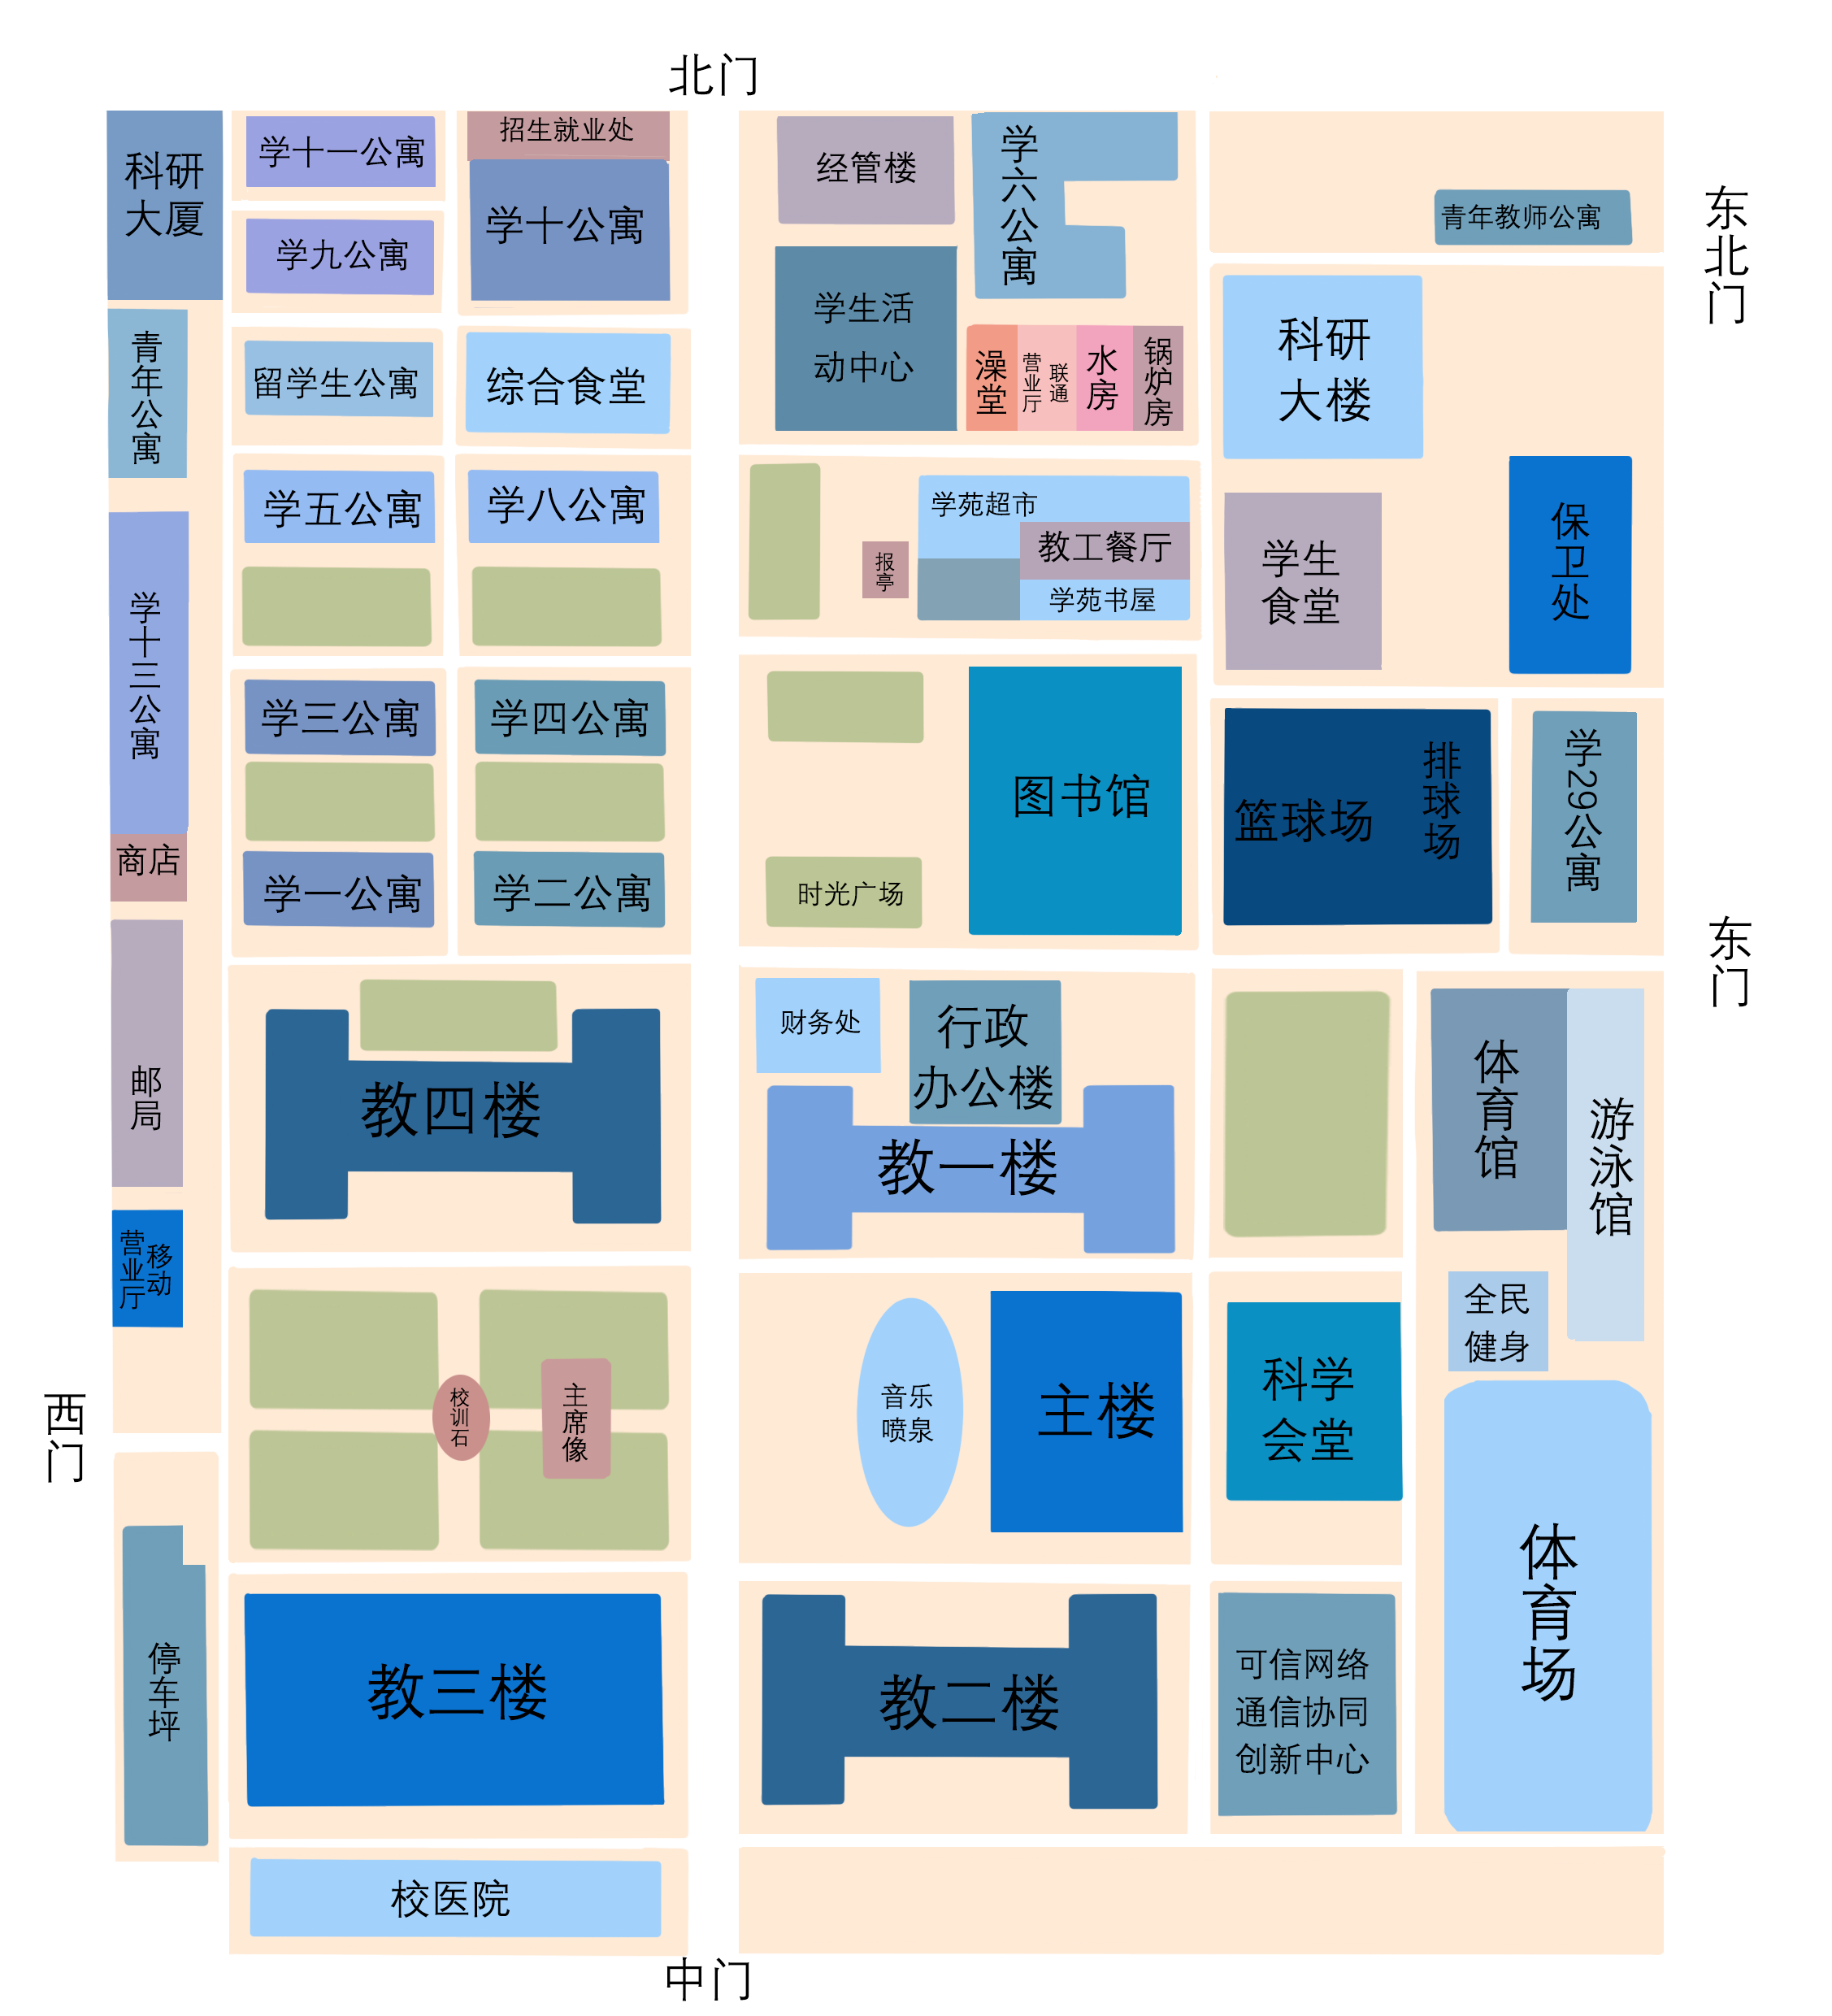 北门
科研
大厦
学十一公寓
招生就业处
学九公寓
学十公寓
经管楼
学六公寓
青年教师公寓
东北门
青年公寓
留学生公寓
综合食堂
学生活
动中心
澡堂
联通
营业厅
水房
锅炉房
科研
大楼
学五公寓
学八公寓
学苑超市
教工餐厅
报亭
学苑书屋
学生
食堂
保卫处
学十三公寓
学三公寓
学四公寓
图书馆
篮球场
排球场
学29公寓
商店
学一公寓
学二公寓
时光广场
东门
邮局
教四楼
财务处
行政
办公楼
教一楼
体育馆
游泳馆
移动
营业厅
全民
健身
西门
校训石
主席像
音乐
喷泉
主楼
科学
会堂
体育场
停车坪
教三楼
教二楼
可信网络
通信协同
创新中心
校医院
中门